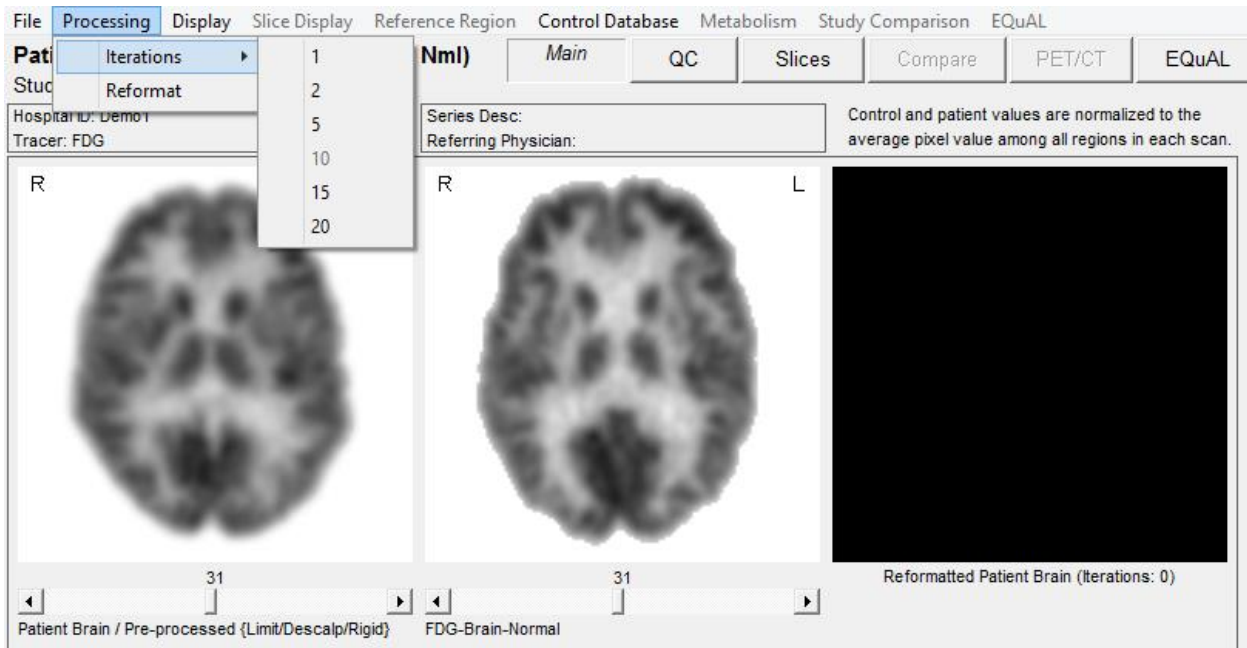 File Processing Display Slice Display Reference Region Control Database Metabolism Study Comparison EQuAL
Pati Nml) Main QC Slices Compare PET/CT EQuAL
Iterations 1
2
Stud Reformat
5
10
15
20
Hospital ID: Demo1
Tracer: FDG
Series Desc:
Referring Physician:
Control and patient values are normalized to the
average pixel value among all regions in each scan.
R
R L
31
31
Reformatted Patient Brain (Iterations: 0)
Patient Brain / Pre-processed {Limit/Descalp/Rigid}
FDG-Brain-Normal